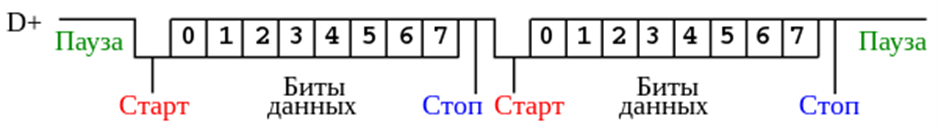 D+
Пауза
0 1 2 3 4 5 6 7
0 1 2 3 4 5 6 7
Пауза
Старт
Биты
данных
Стоп
Старт
Биты
данных
Стоп